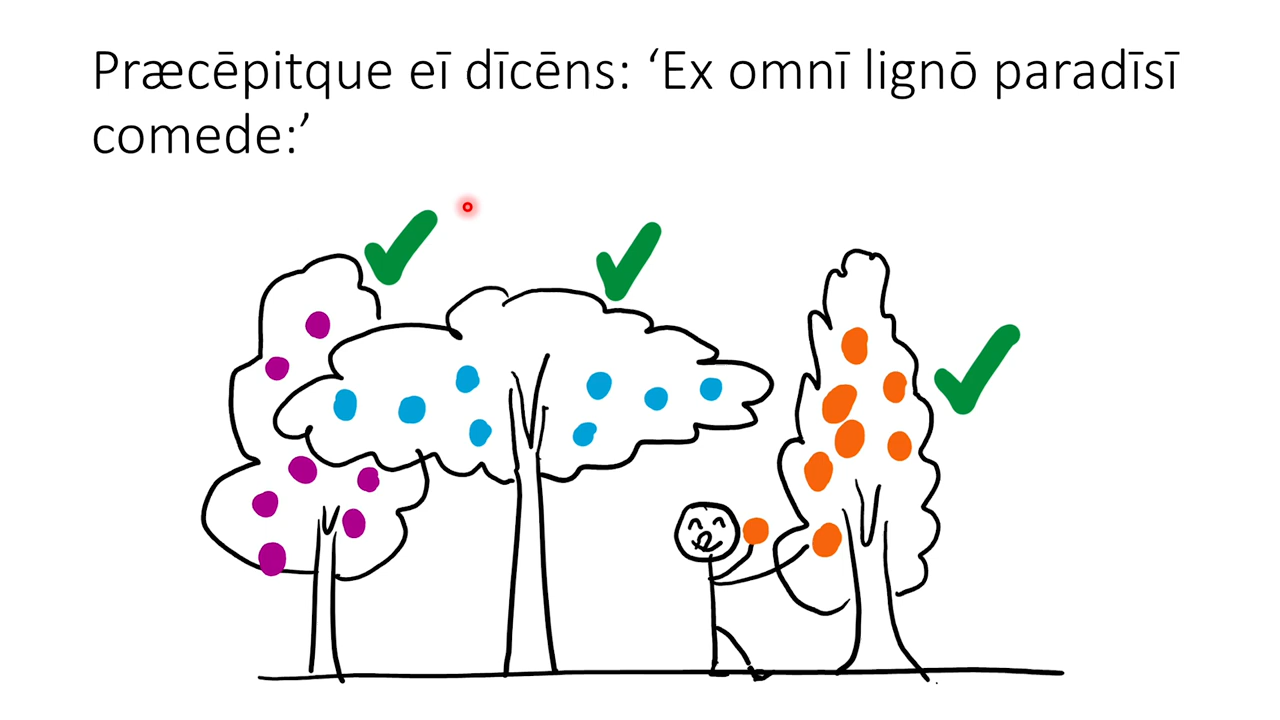 Præcēpitque eī dīcēns: ‘Ex omnī lignō paradīsī
comede:’